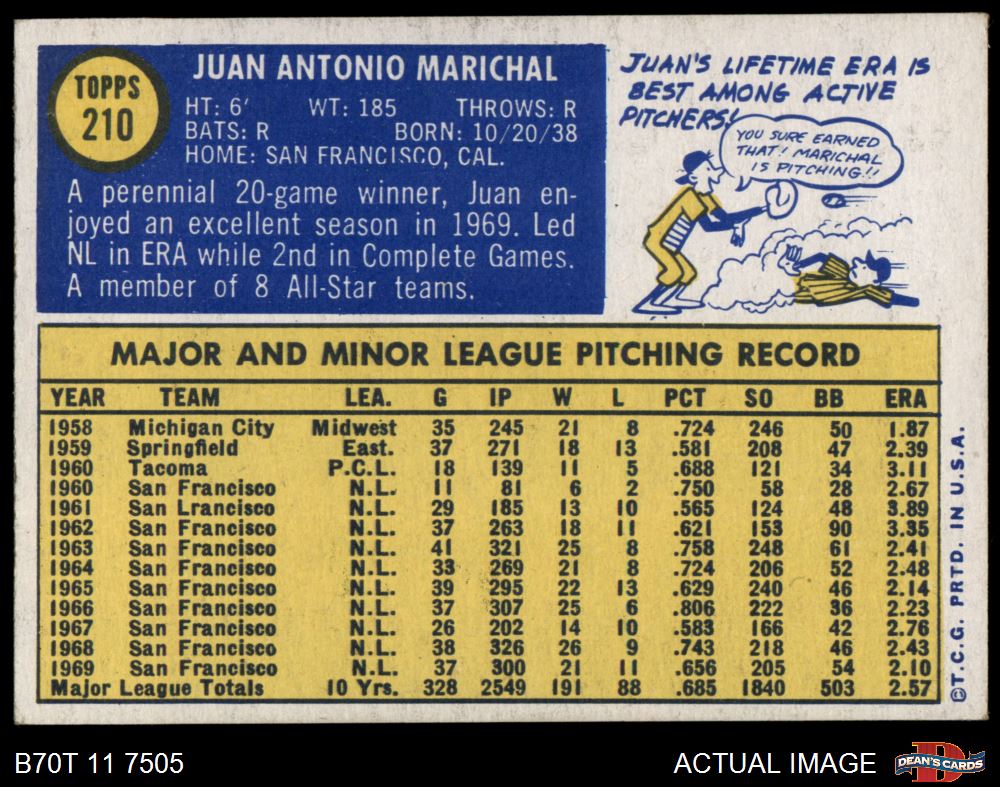 TOPPS
210
JUAN ANTONIO MARICHAL
HT: 6' WT: 185 THROWS: R
BATS: R BORN: 10/20/38
HOME: SAN FRANCISCO, CAL.
A perennial 20-game winner, Juan en-
joyed an excellent season in 1969. Led
NL in ERA while 2nd in Complete Games.
A member of 8 All-Star teams.
JUAN'S LIFETIME ERA IS
BEST AMONG ACTIVE
PITCHERS!
YOU SURE EARNED
THAT! MARICHAL
IS PITCHING!!
MAJOR AND MINOR LEAGUE PITCHING RECORD
YEAR TEAM LEA. G IP W L PCT SO BB ERA
1958 Michigan City Midwest 35 245 21 8 .724 246 50 1.87
1959 Springfield East. 37 271 18 13 .581 208 47 2.39
1960 Tacoma P.C.L. 18 139 11 5 .688 121 34 3.11
1960 San Francisco N.L. 11 81 6 2 .750 58 28 2.67
1961 San Lrancisco N.L. 29 185 13 10 .565 124 48 3.89
1962 San Francisco N.L. 37 263 18 11 .621 153 90 3.35
1963 San Francisco N.L. 41 321 25 8 .758 248 61 2.41
1964 San Francisco N.L. 33 269 21 8 .724 206 52 2.48
1965 San Francisco N.L. 39 295 22 13 .629 240 46 2.14
1966 San Francisco N.L. 37 307 25 6 .806 222 36 2.23
1967 San Francisco N.L. 26 202 14 10 .583 166 42 2.76
1968 San Francisco N.L. 38 326 26 9 .743 218 46 2.43
1969 San Francisco N.L. 37 300 21 11 .656 205 54 2.10
Major League Totals 10 Yrs. 328 2549 191 88 .685 1840 503 2.57
©T.C.G. PRTD. IN U.S.A.
B70T 11 7505
ACTUAL IMAGE
DEAN'S CARDS